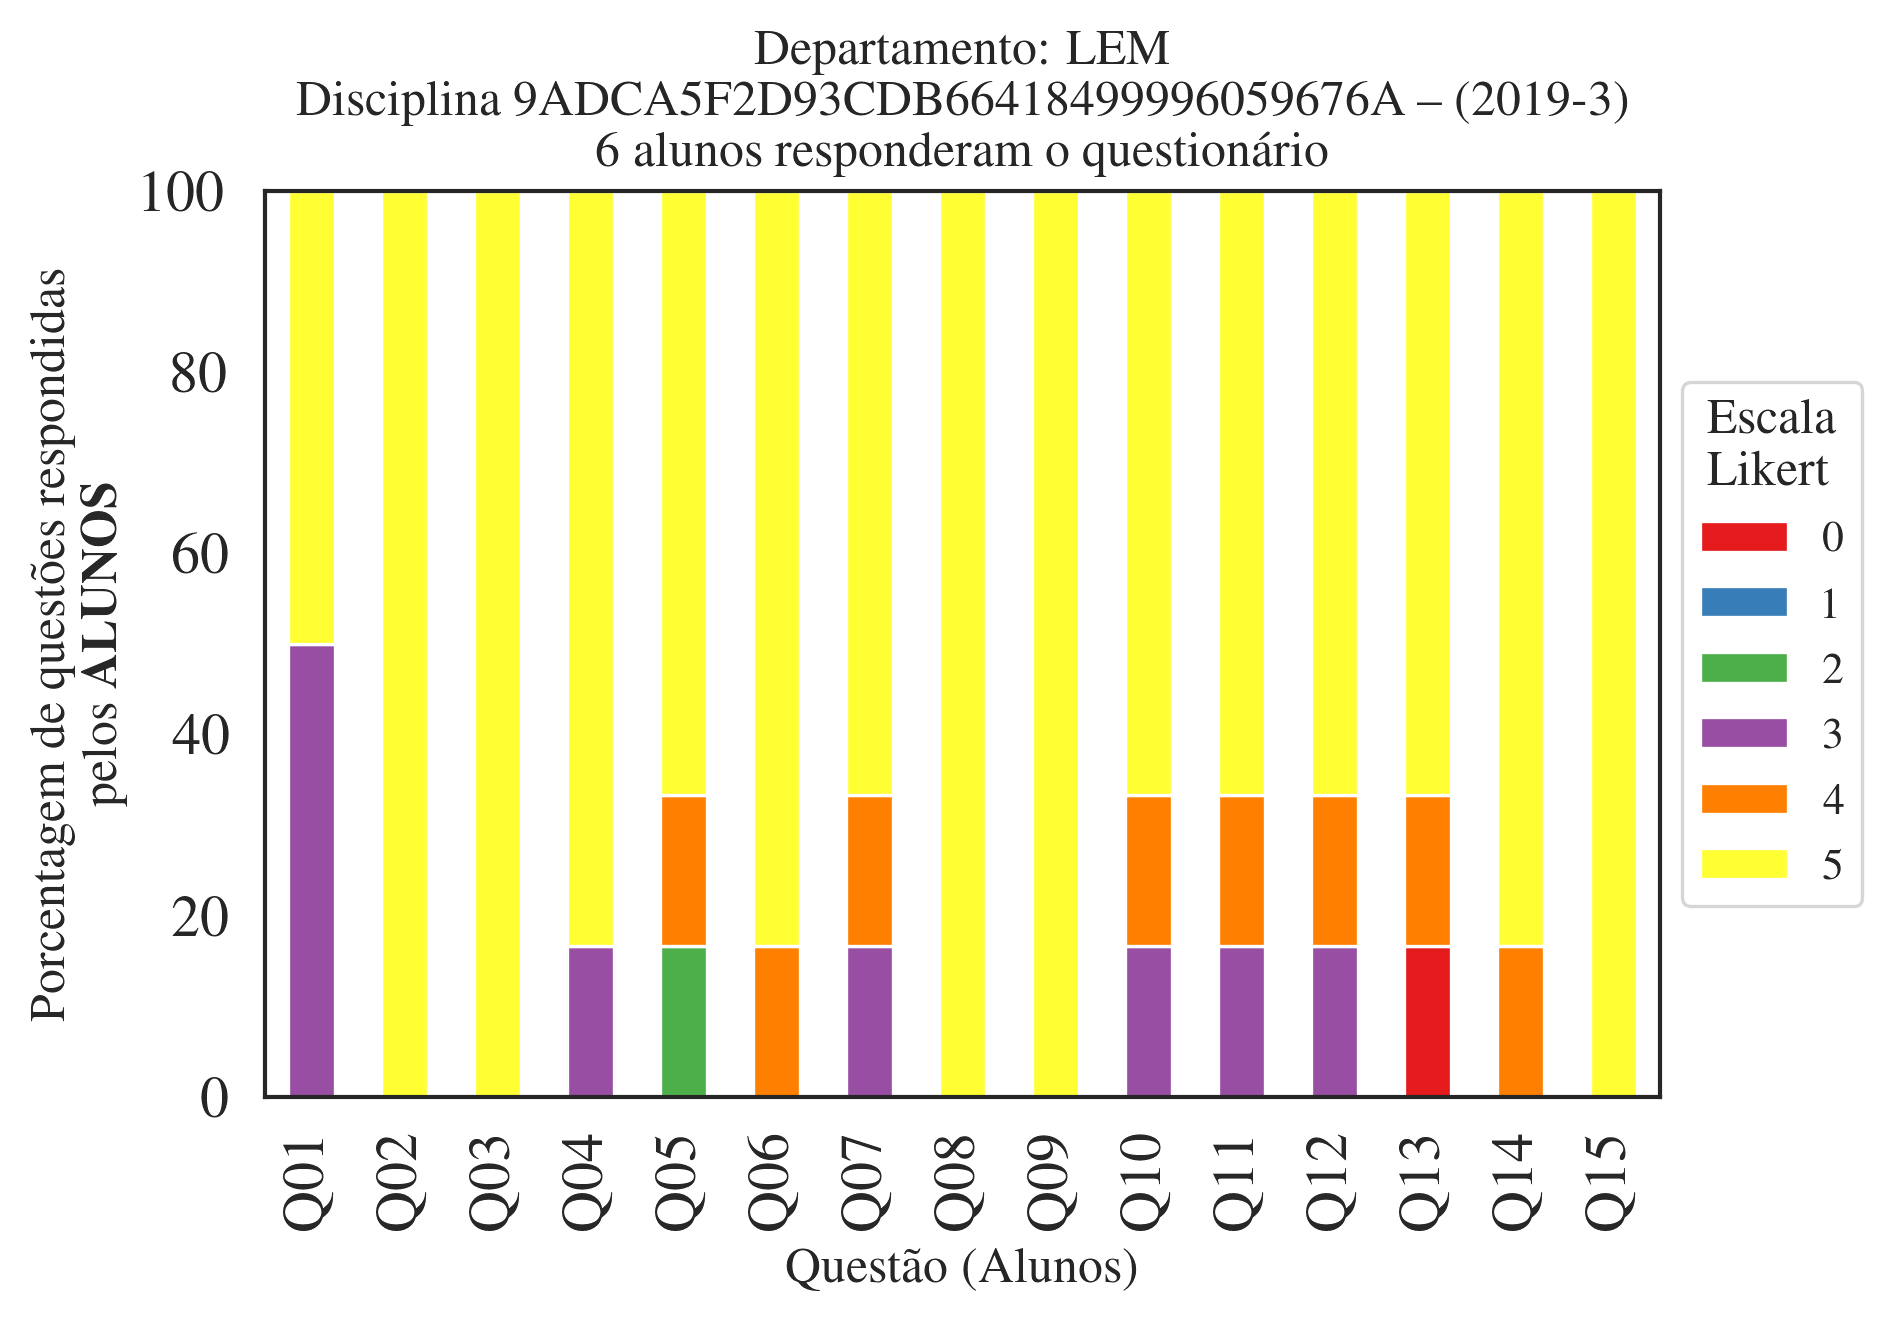 Departamento: LEM
Disciplina 9ADCA5F2D93CDB66418499996059676A – (2019-3)
6 alunos responderam o questionário
Porcentagem de questões respondidas
pelos ALUNOS
100
80
60
40
20
0
Q01
Q02
Q03
Q04
Q05
Q06
Q07
Q08
Q09
Q10
Q11
Q12
Q13
Q14
Q15
Questão (Alunos)
Escala
Likert
0
1
2
3
4
5